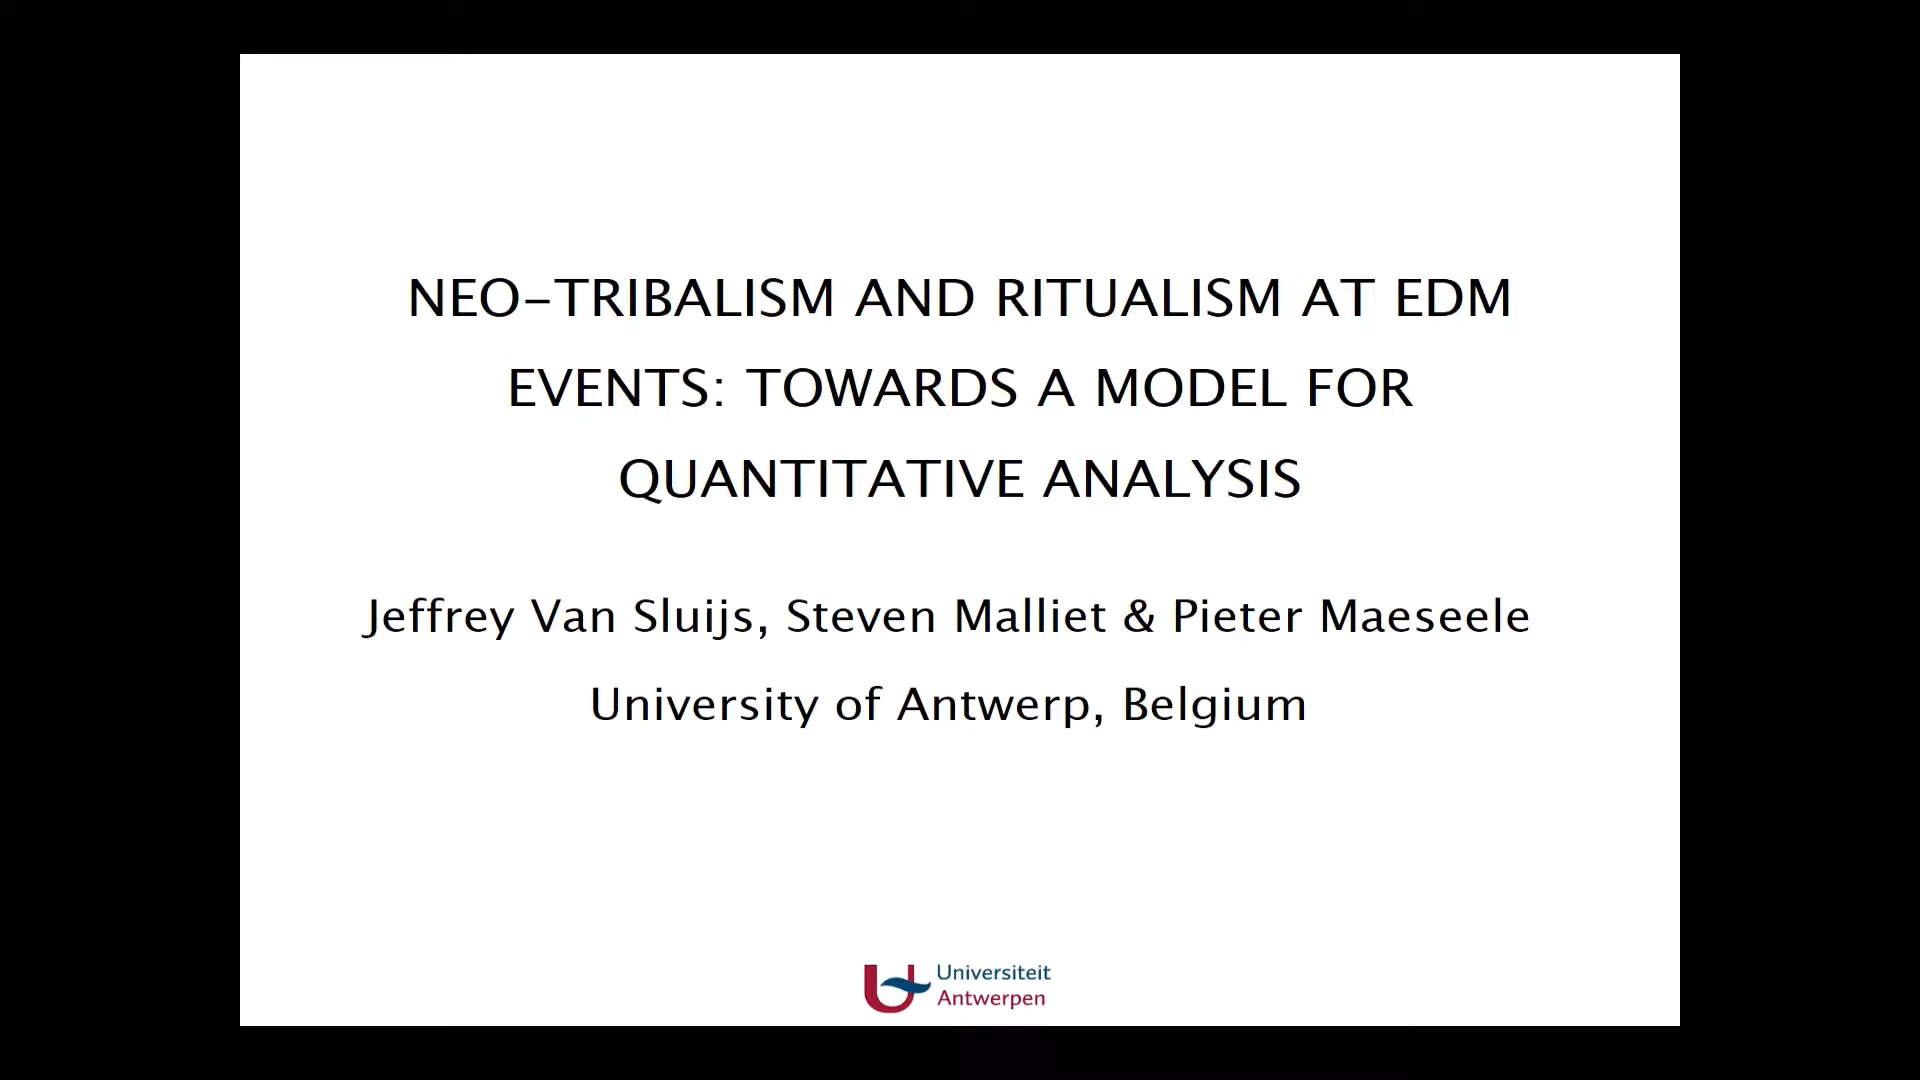 NEO-TRIBALISM AND RITUALISM AT EDM
EVENTS: TOWARDS A MODEL FOR
QUANTITATIVE ANALYSIS
Jeffrey Van Sluijs, Steven Malliet & Pieter Maeseele
University of Antwerp, Belgium
Universiteit
Antwerpen